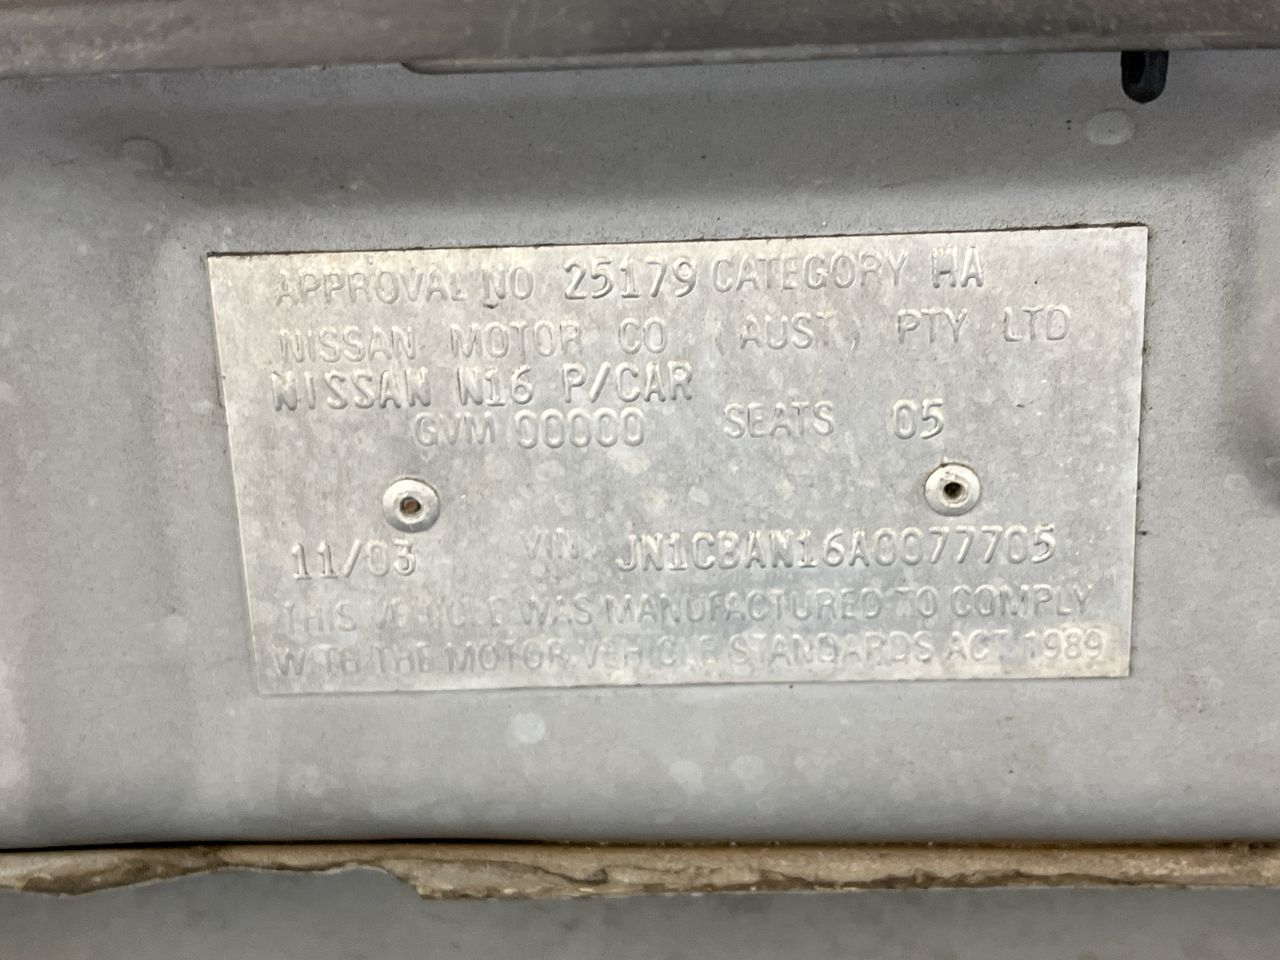 APPROVAL NO 25179 CATEGORY MA
NISSAN MOTOR CO (AUST) PTY LTD
NISSAN N16 P/CAR
GVM 00000 SEATS 05
11/03 VIN JN1CBAN16A0077705
THIS VEHICLE WAS MANUFACTURED TO COMPLY
WITH THE MOTOR VEHICLE STANDARDS ACT 1989